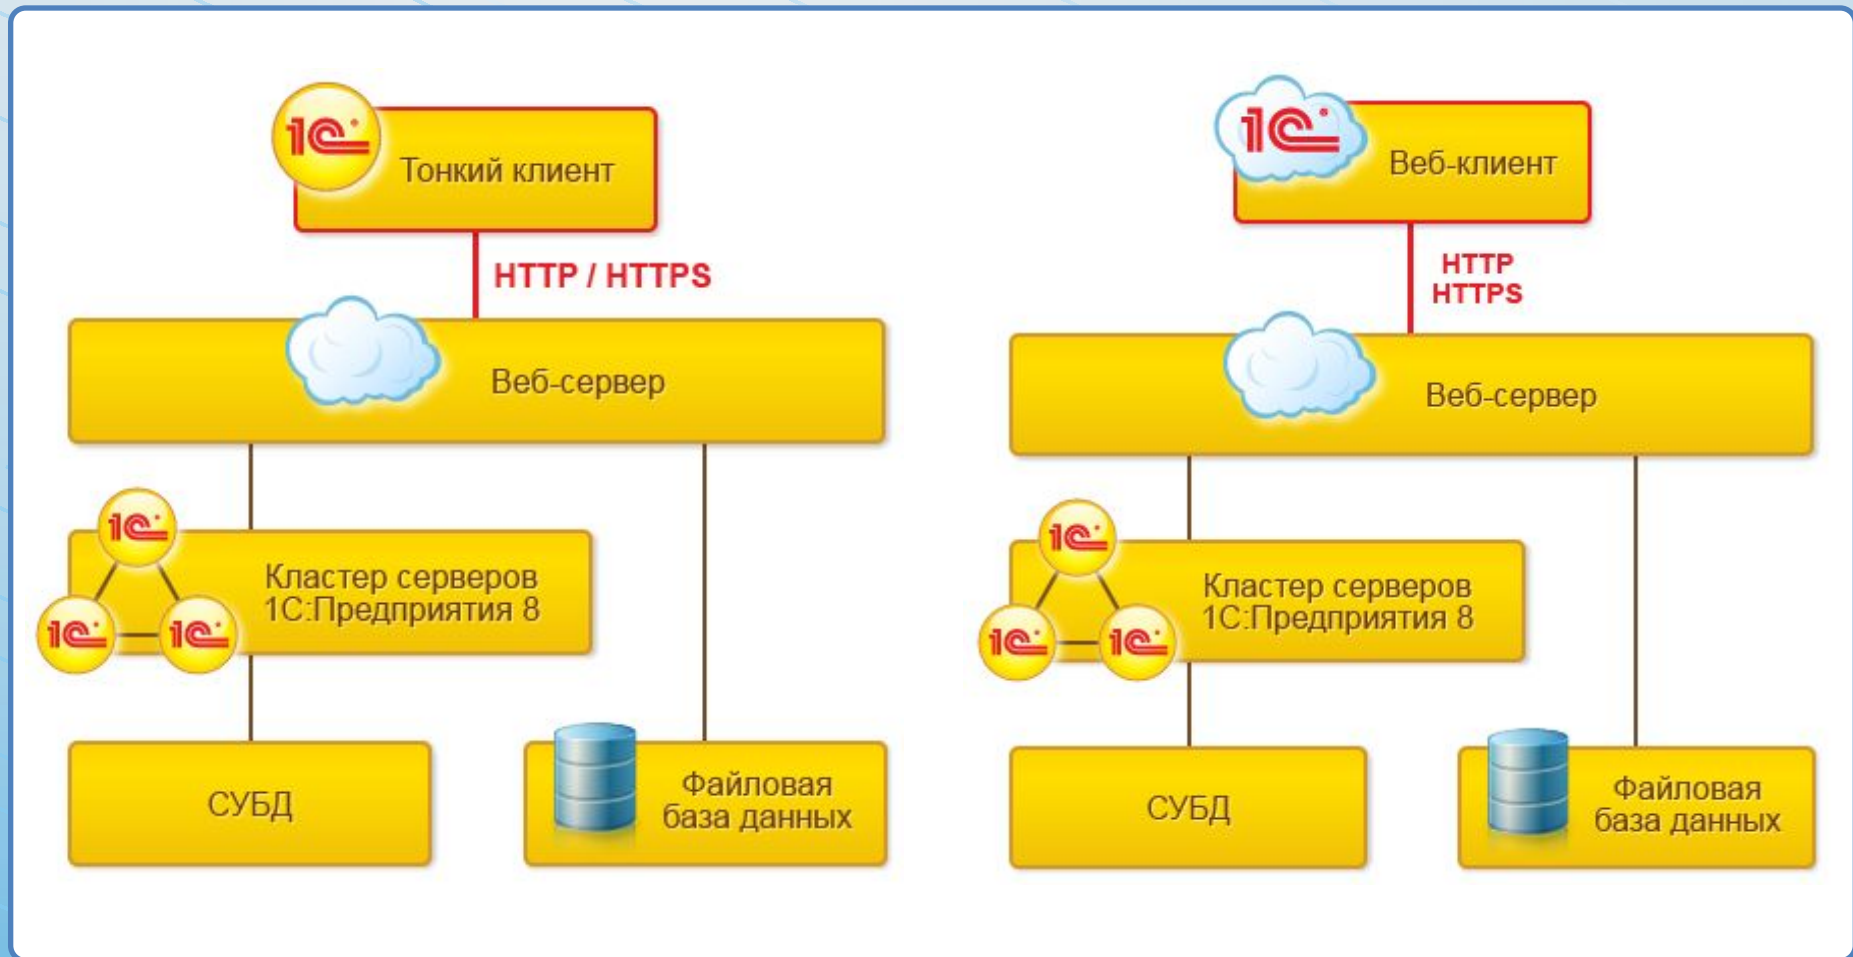 1С
Тонкий клиент
HTTP / HTTPS
Веб-сервер
1С
Кластер серверов
1С:Предприятия 8
1С
1С
СУБД
Файловая
база данных
1С
Веб-клиент
HTTP
HTTPS
Веб-сервер
1С
Кластер серверов
1С:Предприятия 8
1С
1С
СУБД
Файловая
база данных